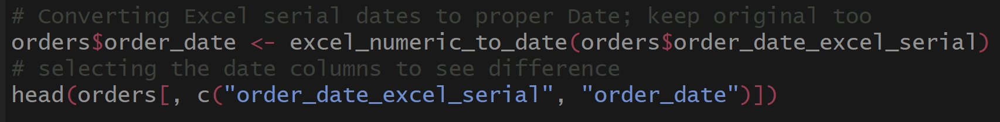 # Converting Excel serial dates to proper Date; keep original too
orders$order_date <- excel_numeric_to_date(orders$order_date_excel_serial)
# selecting the date columns to see difference
head(orders[, c("order_date_excel_serial", "order_date")])